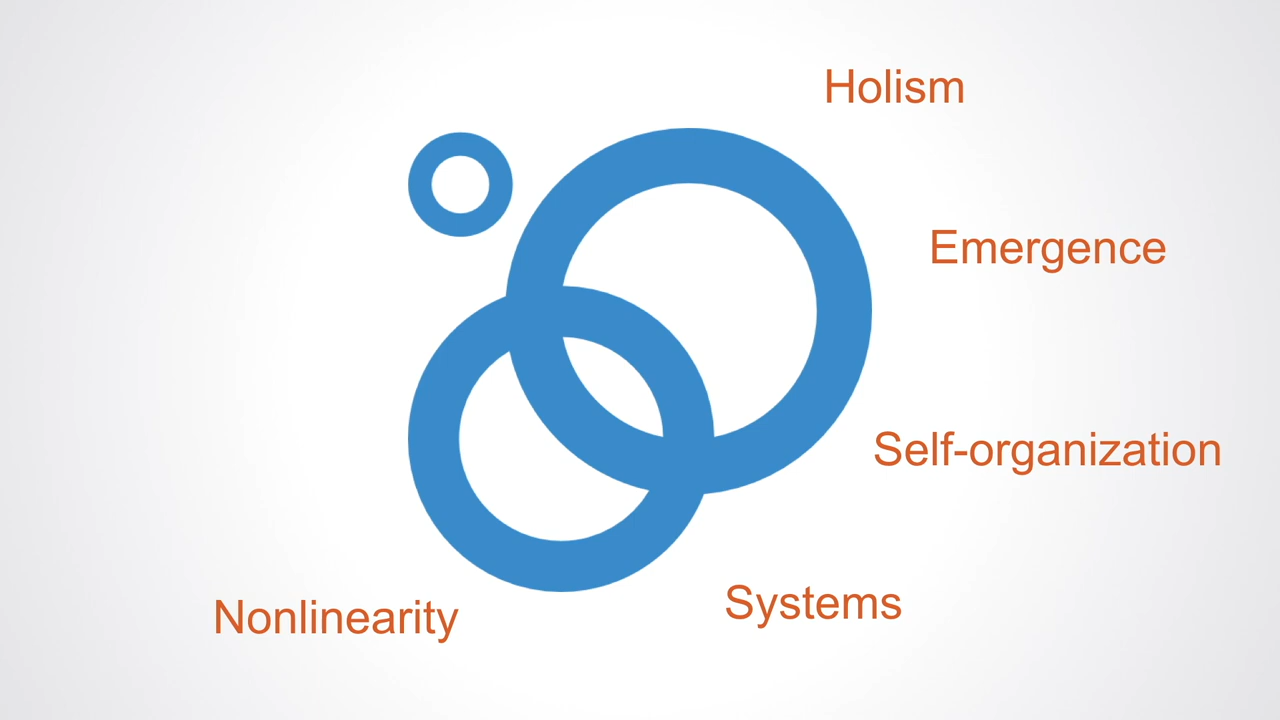 Holism
Emergence
Self-organization
Systems
Nonlinearity